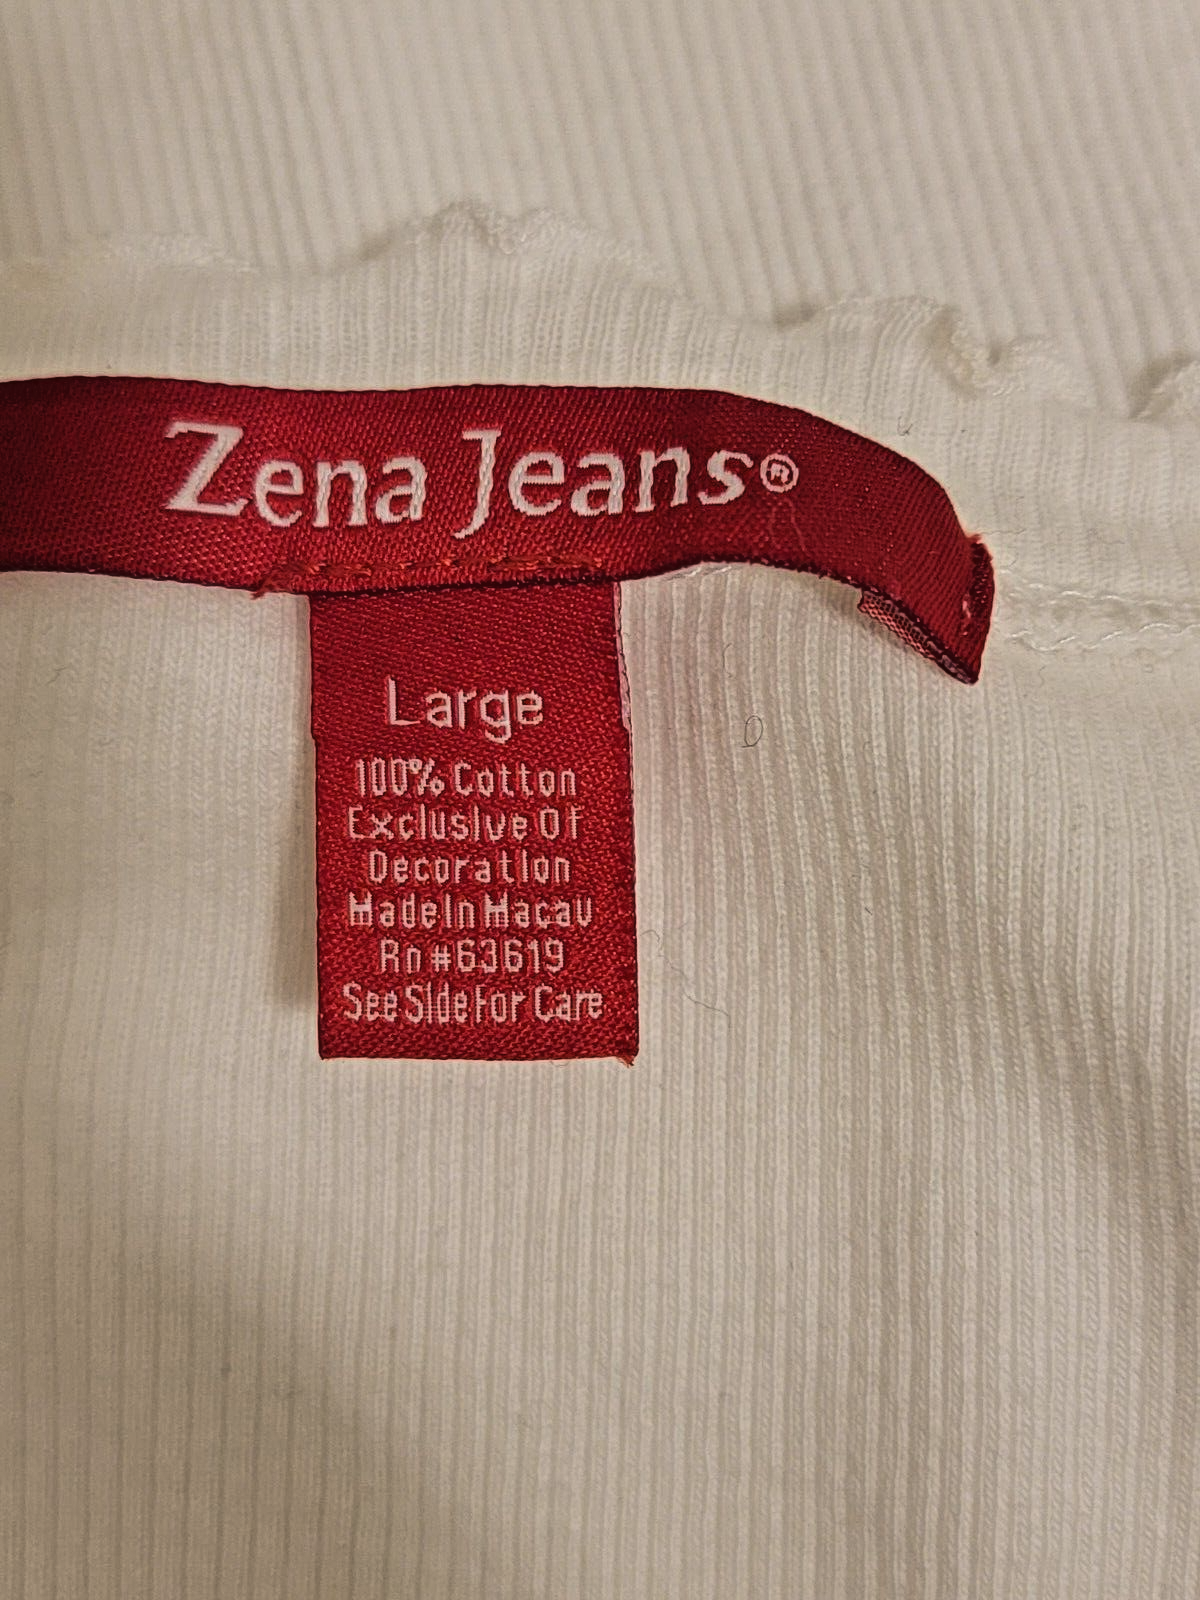 Zena Jeans®
Large
100% Cotton
Exclusive Of
Decoration
Made In Macau
Rn #63619
See Side For Care